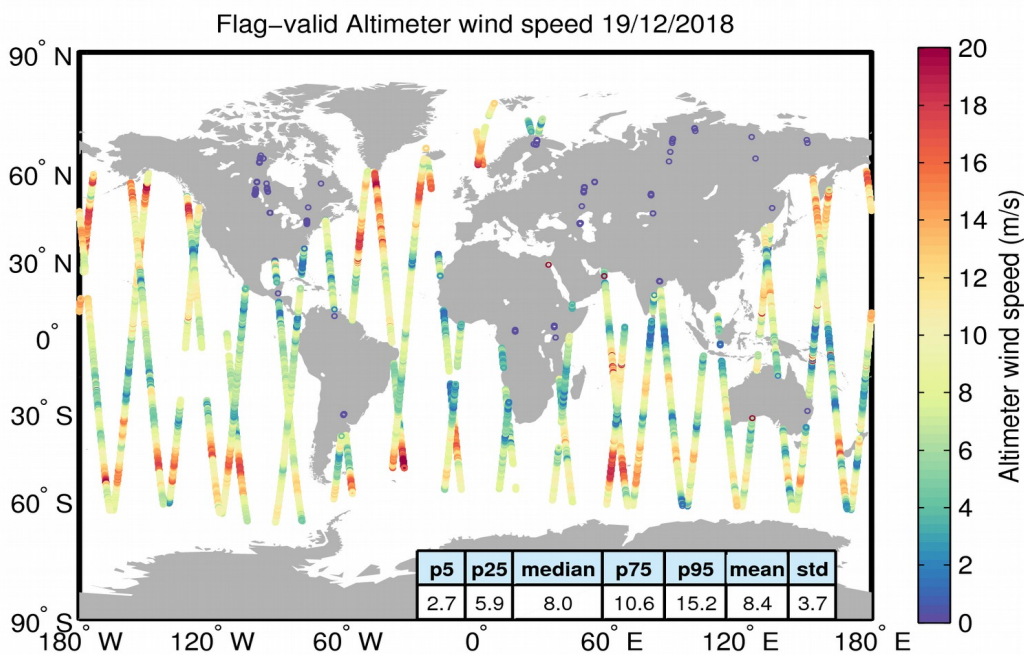 Flag−valid Altimeter wind speed 19/12/2018
90° N
60° N
30° N
0°
30° S
60° S
90° S
180° W
120° W
60° W
0°
60° E
120° E
180° E
p5 p25 median p75 p95 mean std
2.7 5.9 8.0 10.6 15.2 8.4 3.7
20
18
16
14
12
10
8
6
4
2
0
Altimeter wind speed (m/s)